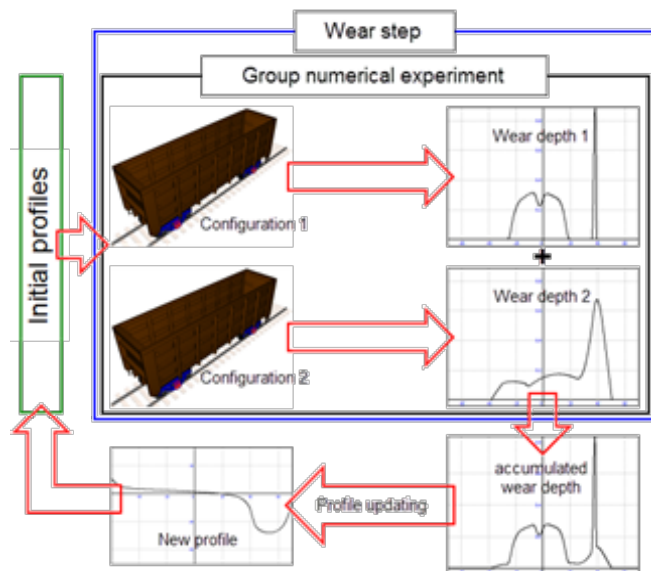 Wear step
Group numerical experiment
Initial profiles
Configuration 1
Wear depth 1
+
Configuration 2
Wear depth 2
accumulated
wear depth
Profile updating
New profile